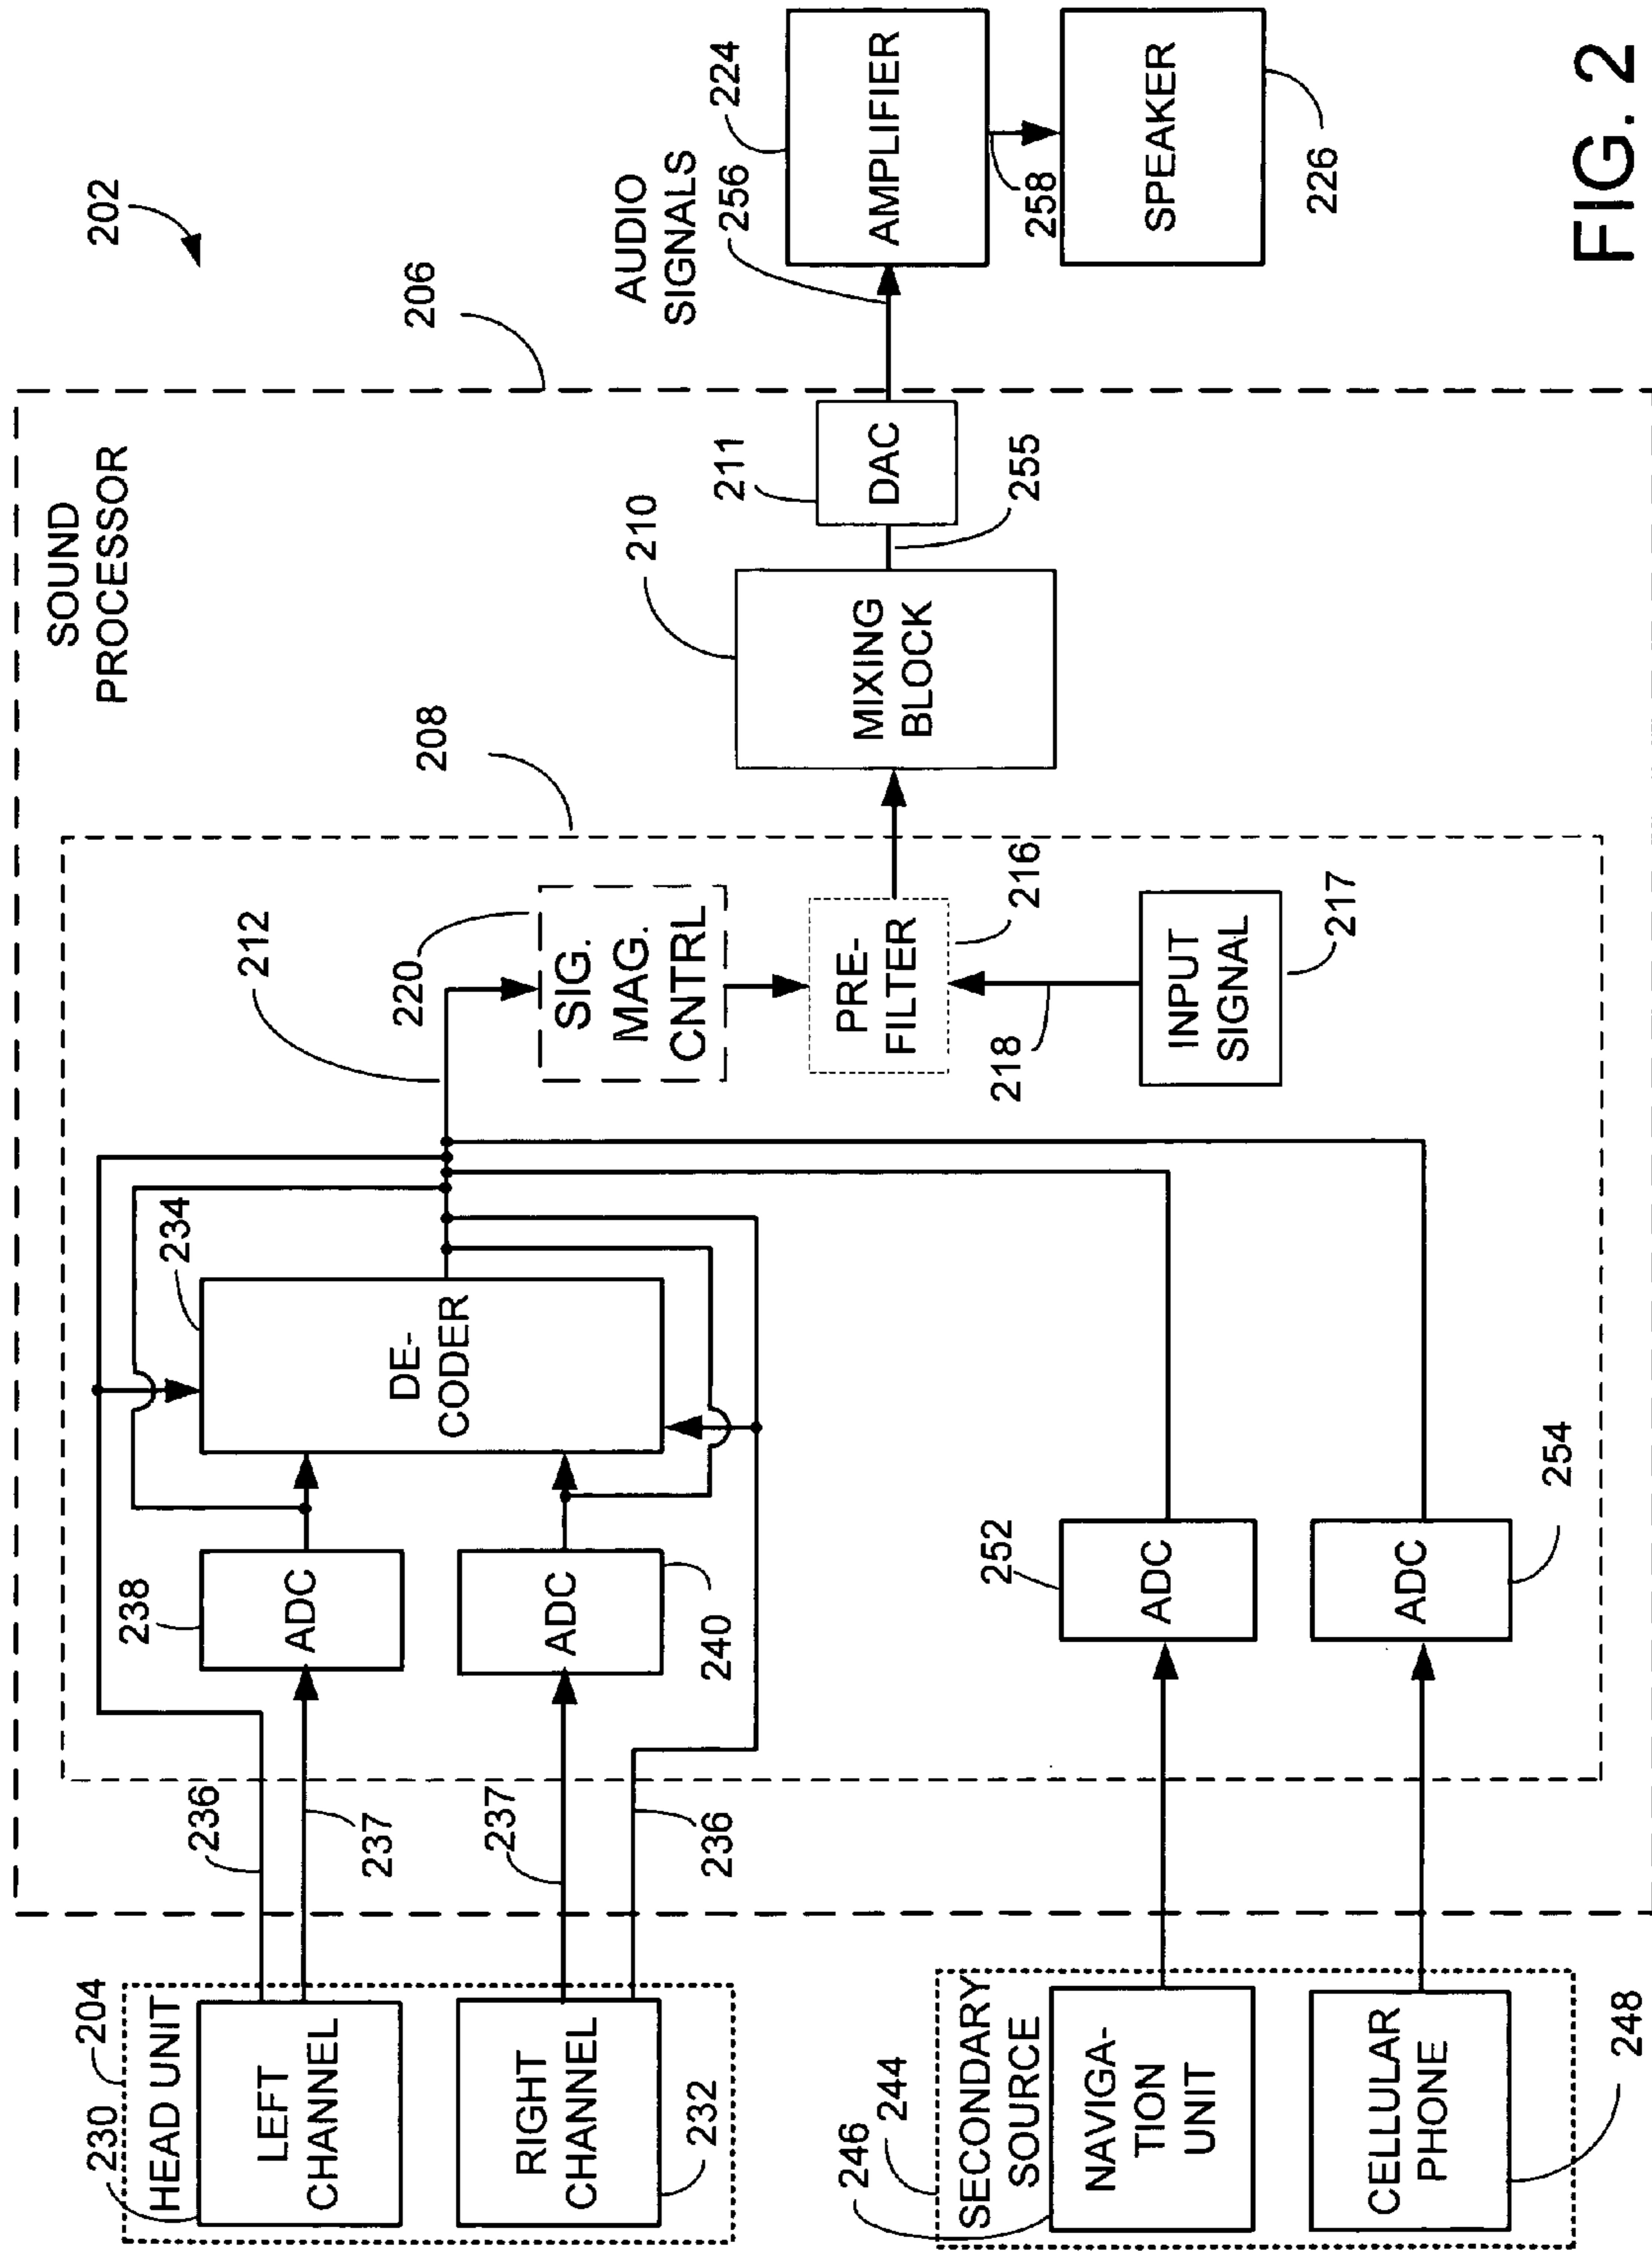 202
204
230
HEAD UNIT
LEFT
CHANNEL
RIGHT
CHANNEL
232
236
237
237
236
244
246
SECONDARY
SOURCE
NAVIGA-
TION
UNIT
CELLULAR
PHONE
248
SOUND
PROCESSOR
206
208
238
ADC
ADC
240
234
DE-
CODER
252
ADC
ADC
254
212
220
SIG.
MAG.
CNTRL
PRE-
FILTER
216
218
INPUT
SIGNAL
217
210
MIXING
BLOCK
211
DAC
255
AUDIO
SIGNALS
256
224
AMPLIFIER
258
SPEAKER
226
FIG. 2